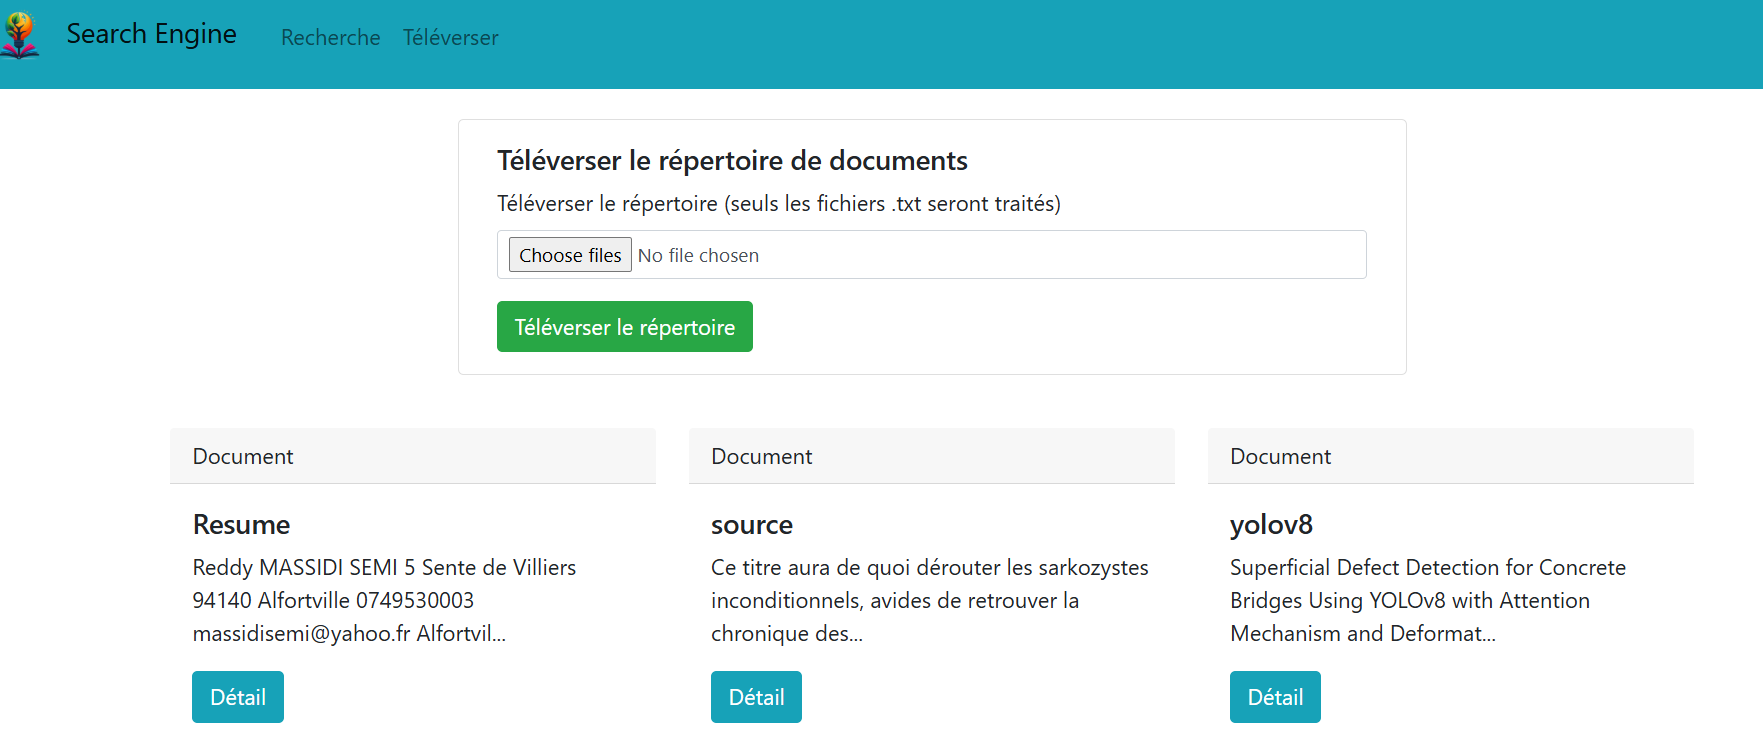 Search Engine Recherche Téléverser
Téléverser le répertoire de documents
Téléverser le répertoire (seuls les fichiers .txt seront traités)
Choose files No file chosen
Téléverser le répertoire
Document
Resume
Reddy MASSIDI SEMI 5 Sente de Villiers
94140 Alfortville 0749530003
massidisemi@yahoo.fr Alfortvil...
Détail
Document
source
Ce titre aura de quoi dérouter les sarkozystes
inconditionnels, avides de retrouver la
chronique des...
Détail
Document
yolov8
Superficial Defect Detection for Concrete
Bridges Using YOLOv8 with Attention
Mechanism and Deformat...
Détail